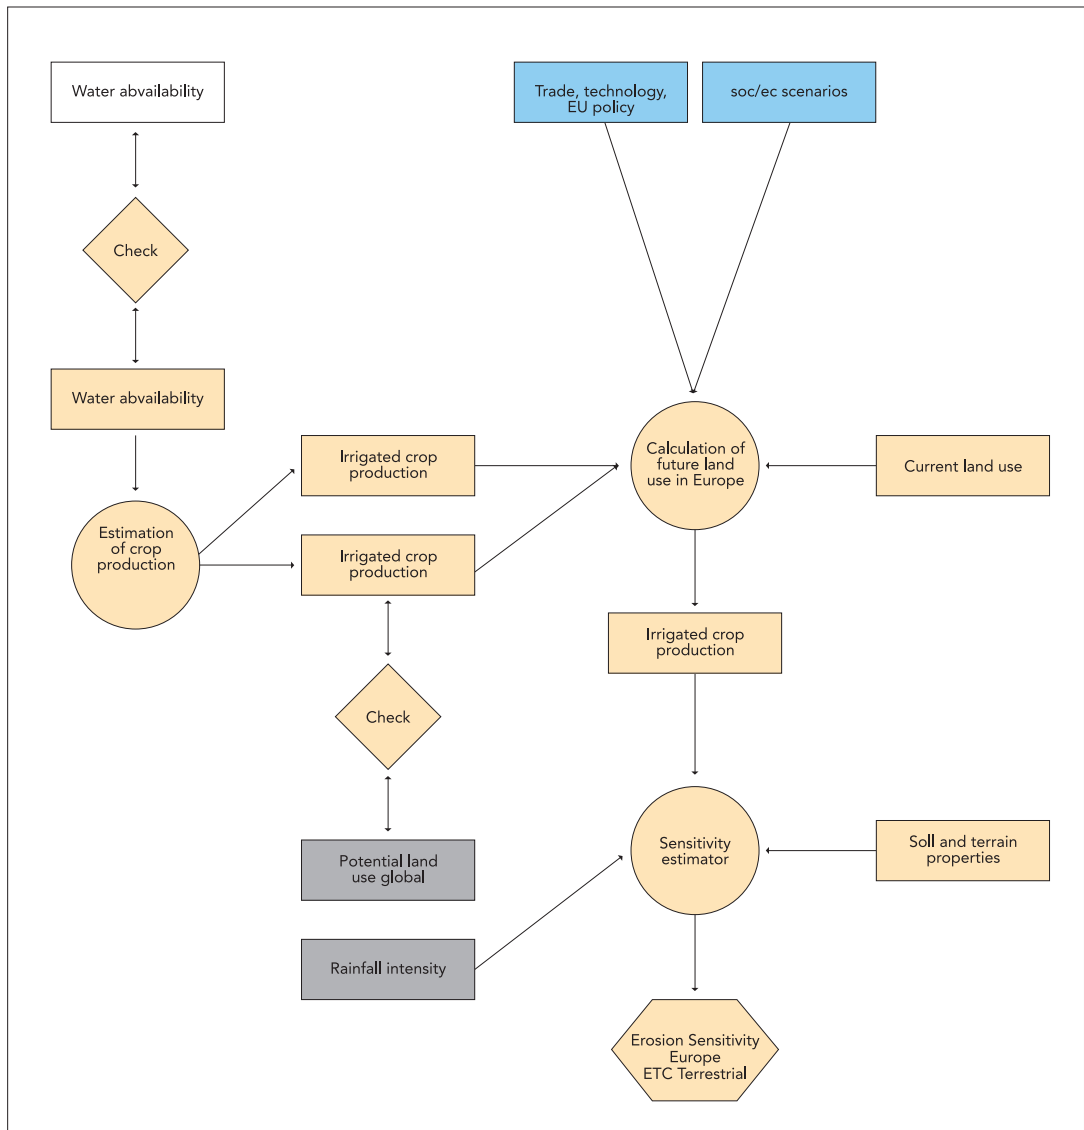 Water abvailability
Trade, technology,
EU policy
soc/ec scenarios
Check
Water abvailability
Irrigated crop
production
Calculation of
future land
use in Europe
Current land use
Estimation
of crop
production
Irrigated crop
production
Irrigated crop
production
Check
Potential land
use global
Sensitivity
estimator
Soll and terrain
properties
Rainfall intensity
Erosion Sensitivity
Europe
ETC Terrestrial